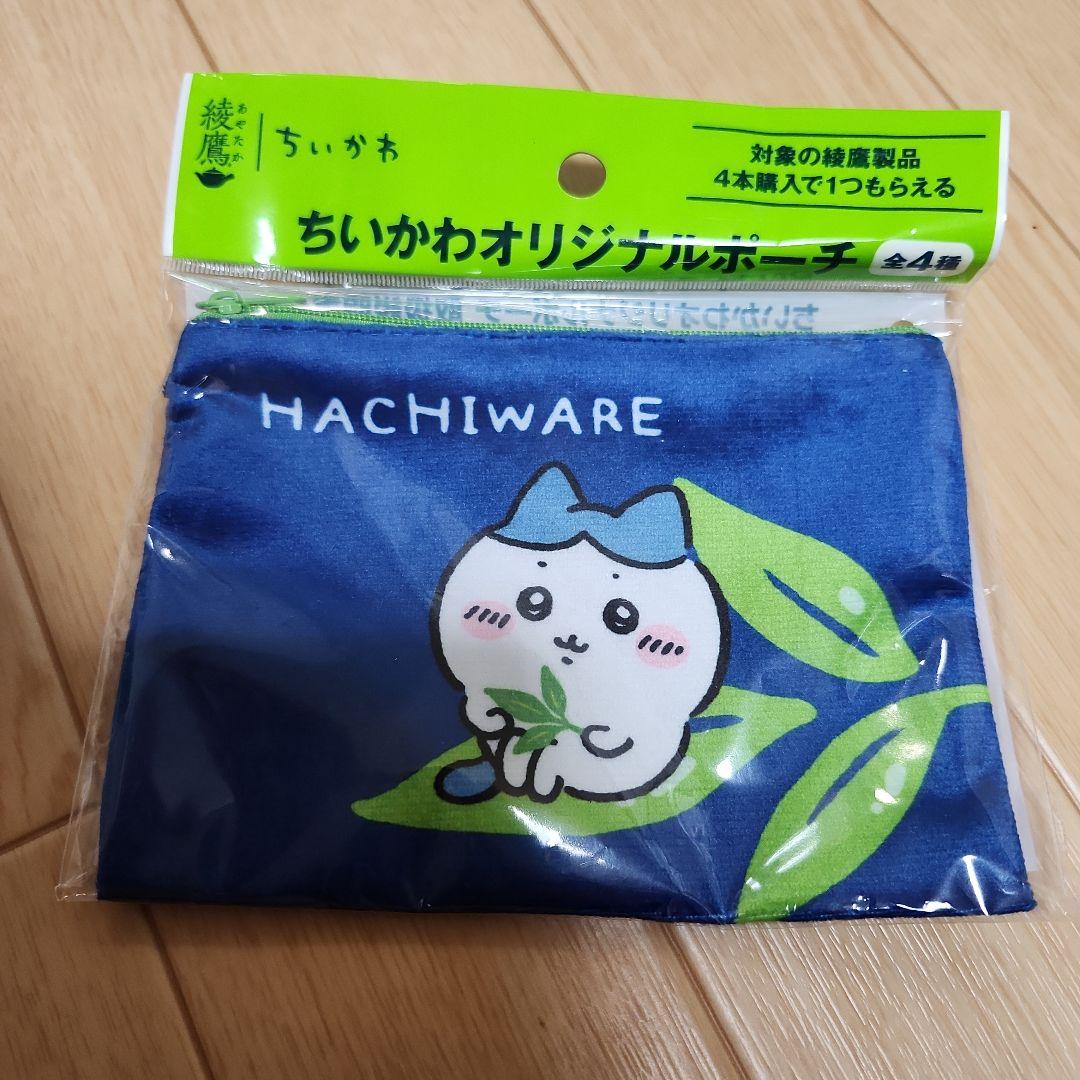 綾鷹
あやたか
ちいかわ
対象の綾鷹製品
4本購入で1つもらえる
ちいかわオリジナルポーチ
全4種
HACHIWARE